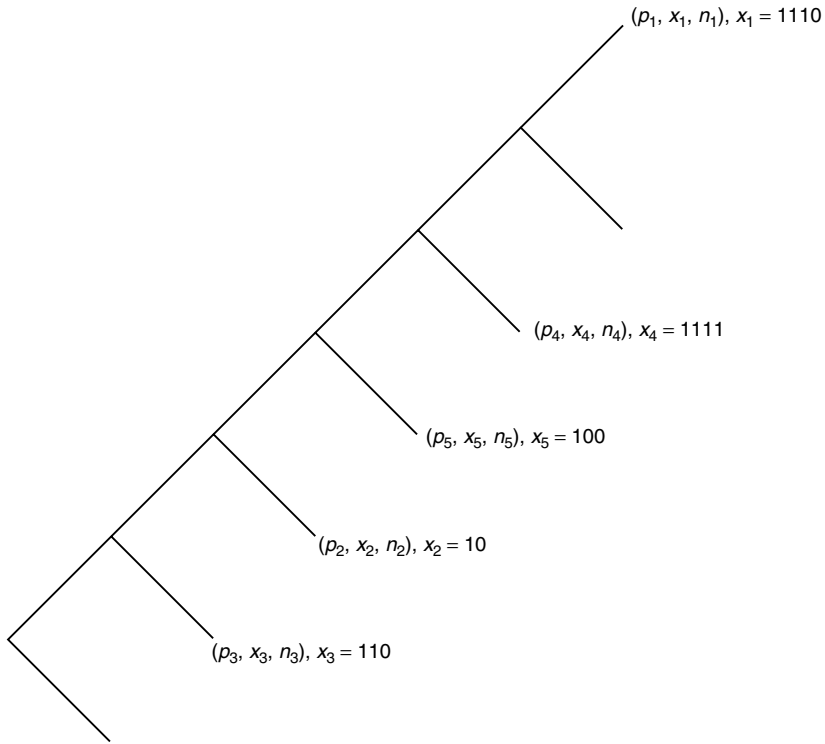 (p₁, x₁, n₁), x₁ = 1110
(p₄, x₄, n₄), x₄ = 1111
(p₅, x₅, n₅), x₅ = 100
(p₂, x₂, n₂), x₂ = 10
(p₃, x₃, n₃), x₃ = 110